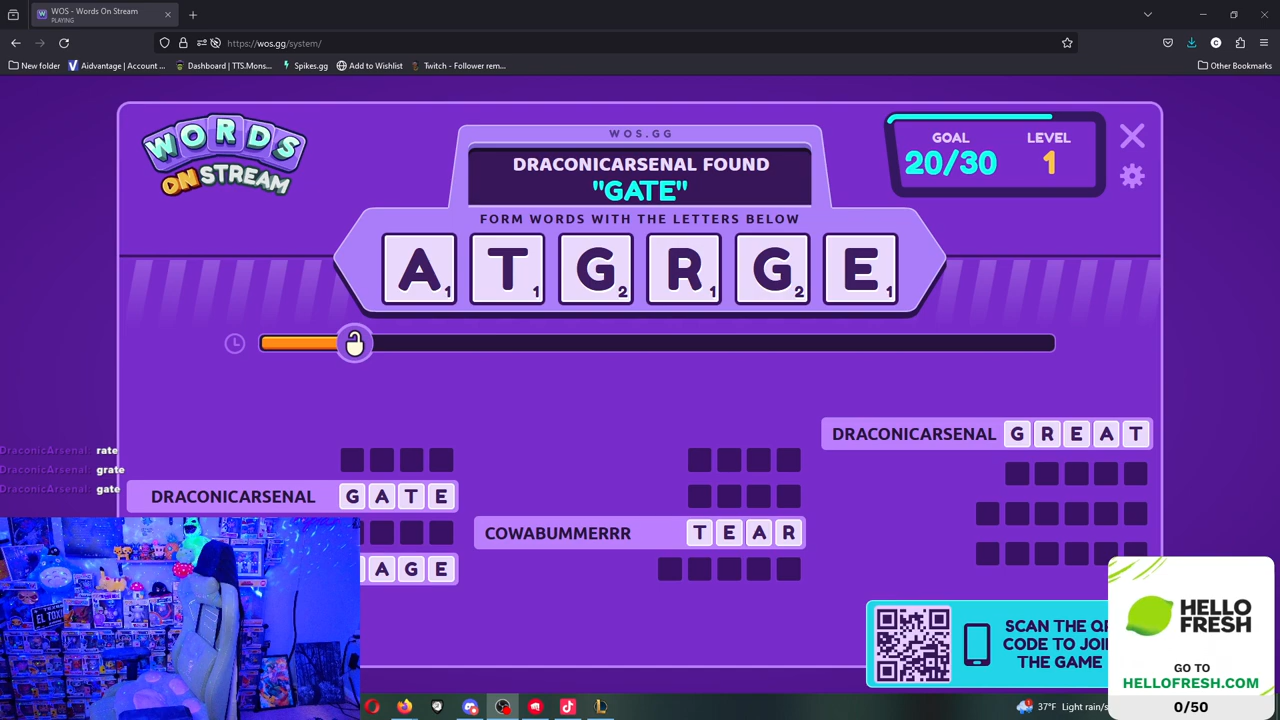 WOS - Words On Stream
PLAYING
https://wos.gg/system/
New folder
Aidvantage | Account ...
Dashboard | TTS.Mons...
Spikes.gg
Add to Wishlist
Twitch - Follower rem...
Other Bookmarks
WORDS
ON STREAM
WOS.GG
DRACONICARSENAL FOUND
"GATE"
GOAL
20/30
LEVEL
1
FORM WORDS WITH THE LETTERS BELOW
A1 T1 G2 R1 G2 E1
DRACONICARSENAL GREAT
DraconicArsenal: rate
DraconicArsenal: grate
DraconicArsenal: gate
DRACONICARSENAL GATE
COWABUMMERRR TEAR
AGE
SCAN THE QR
CODE TO JOIN
THE GAME
HELLO
FRESH
GO TO
HELLOFRESH.COM
0/50
37°F Light rain/s